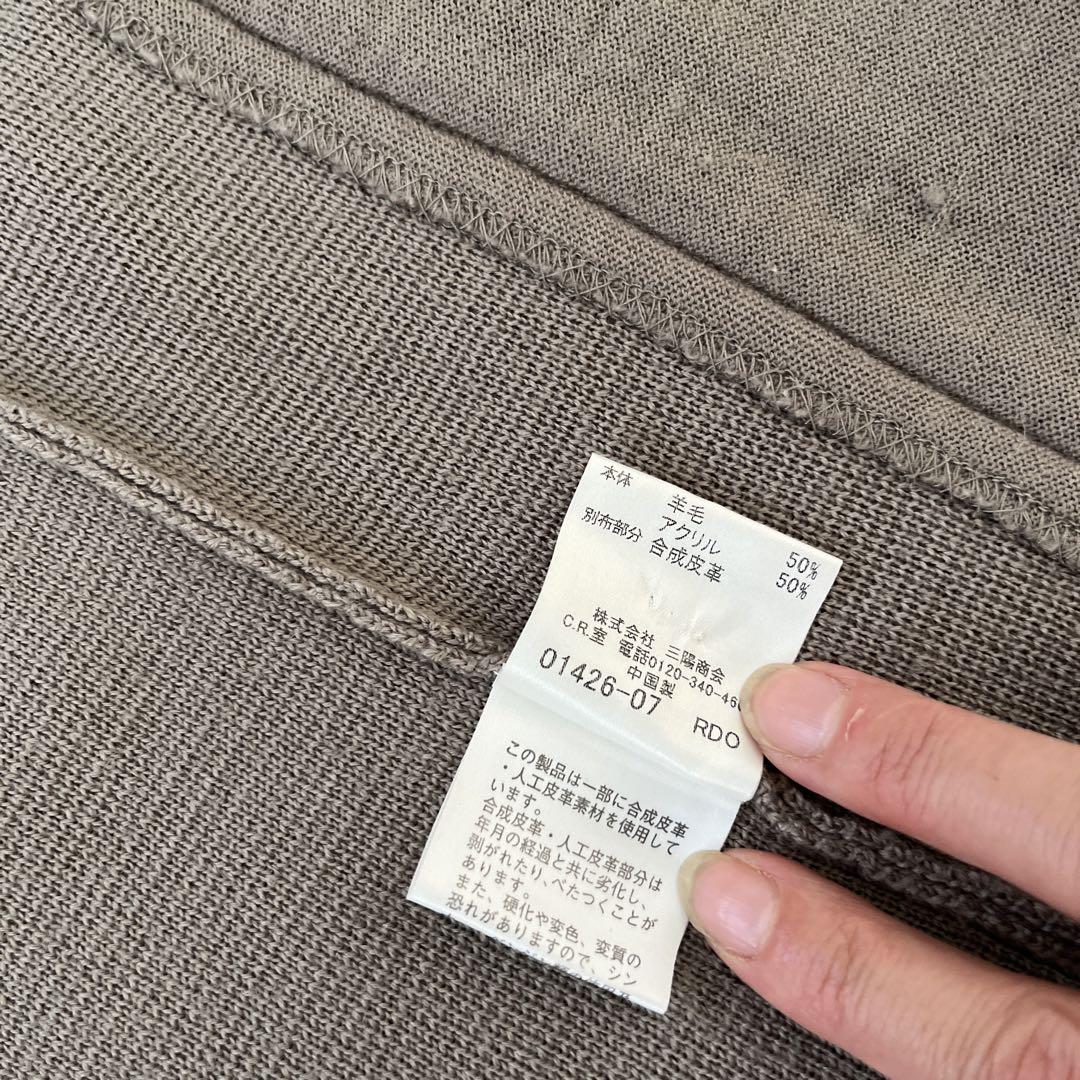 本体 羊毛 50%
アクリル 50%
別布部分 合成皮革
株式会社 三陽商会
C.R.室 電話0120-340-460
中国製
01426-07 RDO
この製品は一部に合成皮革
・人工皮革素材を使用して
います。
合成皮革・人工皮革部分は
年月の経過と共に劣化し、
剥がれたり、べたつくことが
あります。
また、硬化や変色、変質の
恐れがありますので、シン